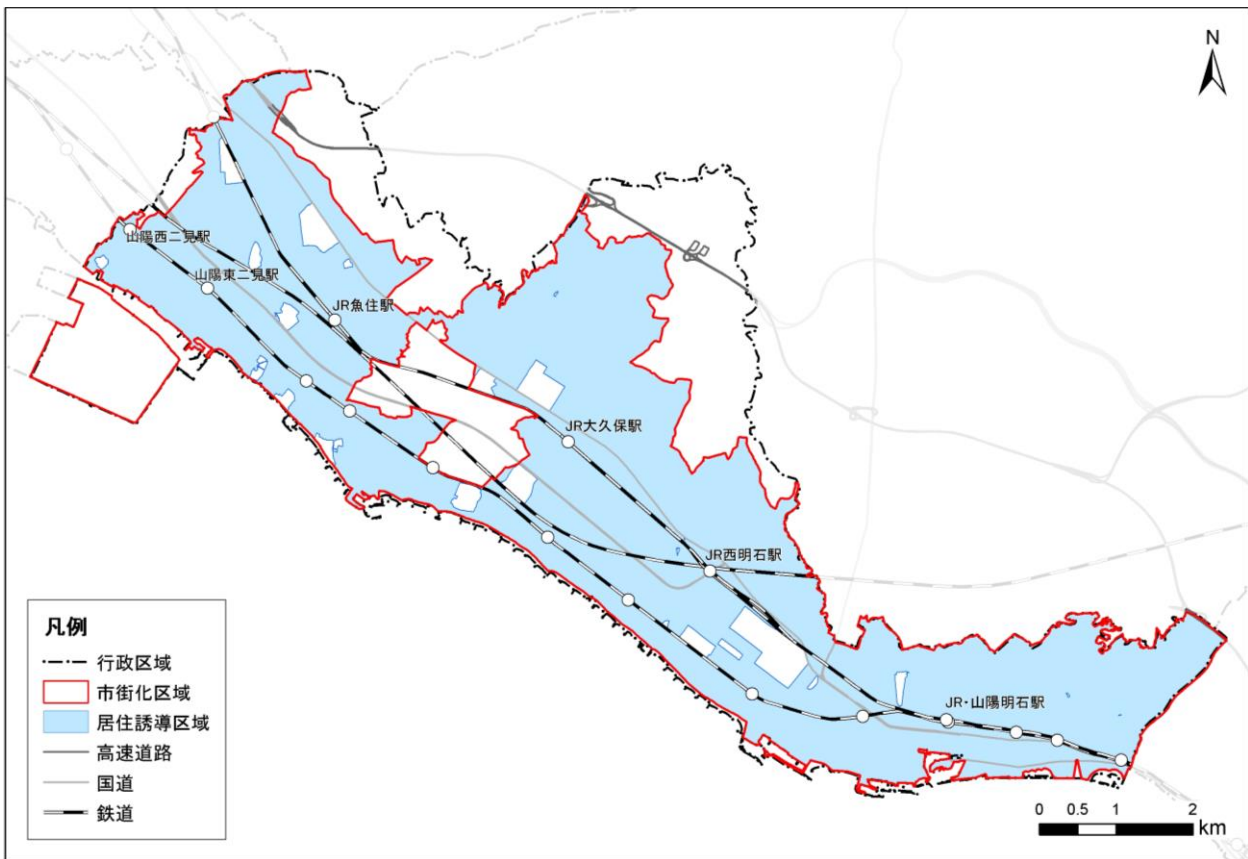 N
山陽西二見駅
山陽東二見駅
JR魚住駅
JR大久保駅
JR西明石駅
JR・山陽明石駅
凡例
行政区域
市街化区域
居住誘導区域
高速道路
国道
鉄道
0 0.5 1 2
km